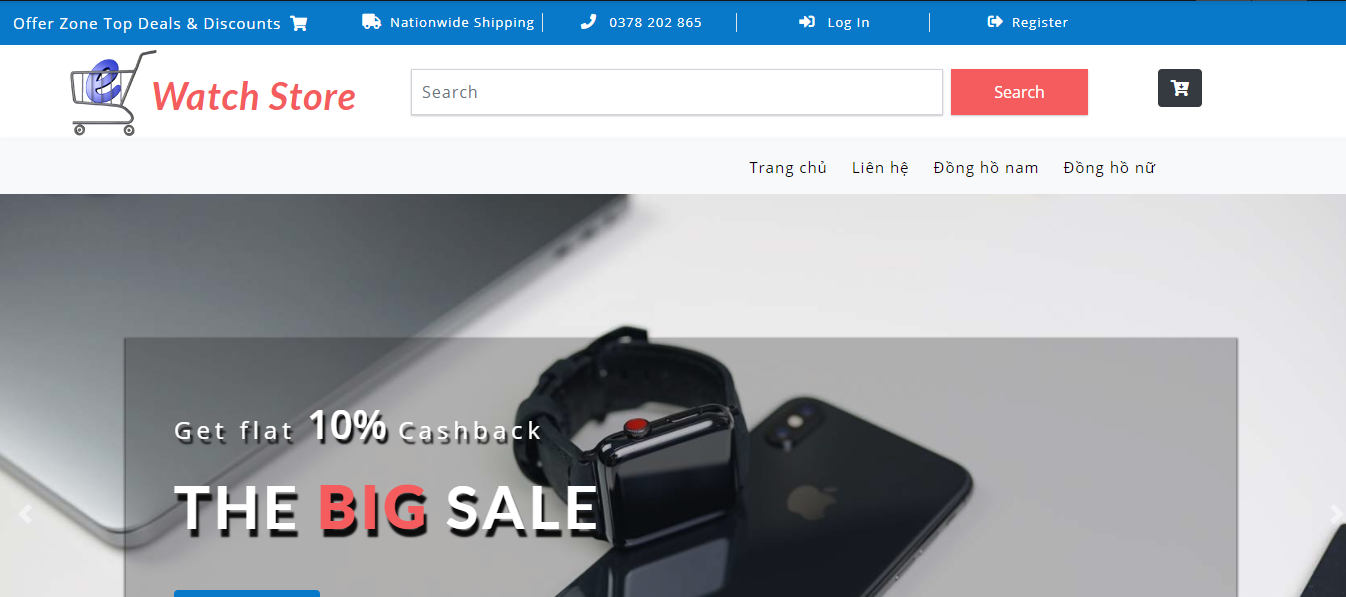 Offer Zone Top Deals & Discounts
Nationwide Shipping
0378 202 865
Log In
Register
e Watch Store
Search
Search
Trang chủ
Liên hệ
Đồng hồ nam
Đồng hồ nữ
Get flat 10% Cashback
THE BIG SALE